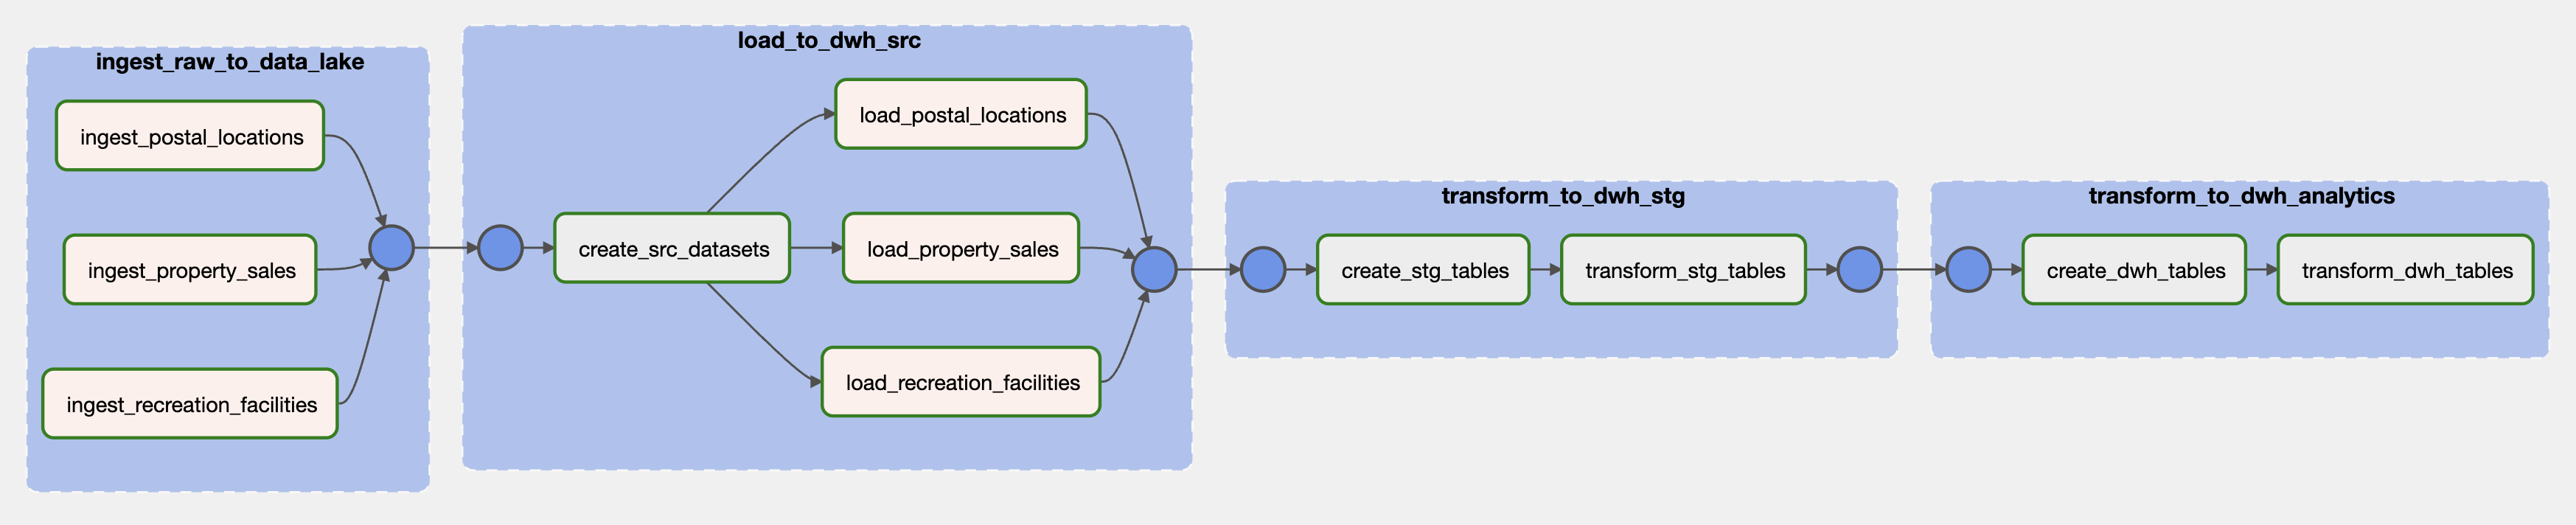 ingest_raw_to_data_lake
ingest_postal_locations
ingest_property_sales
ingest_recreation_facilities
load_to_dwh_src
create_src_datasets
load_postal_locations
load_property_sales
load_recreation_facilities
transform_to_dwh_stg
create_stg_tables
transform_stg_tables
transform_to_dwh_analytics
create_dwh_tables
transform_dwh_tables